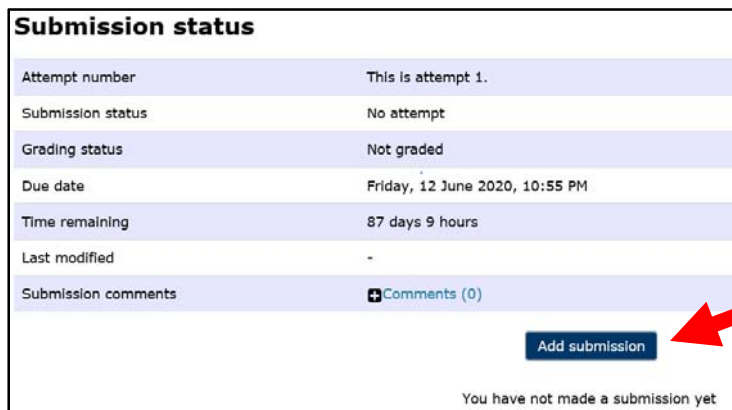 Submission status
Attempt number This is attempt 1.
Submission status No attempt
Grading status Not graded
Due date Friday, 12 June 2020, 10:55 PM
Time remaining 87 days 9 hours
Last modified -
Submission comments Comments (0)
Add submission
You have not made a submission yet